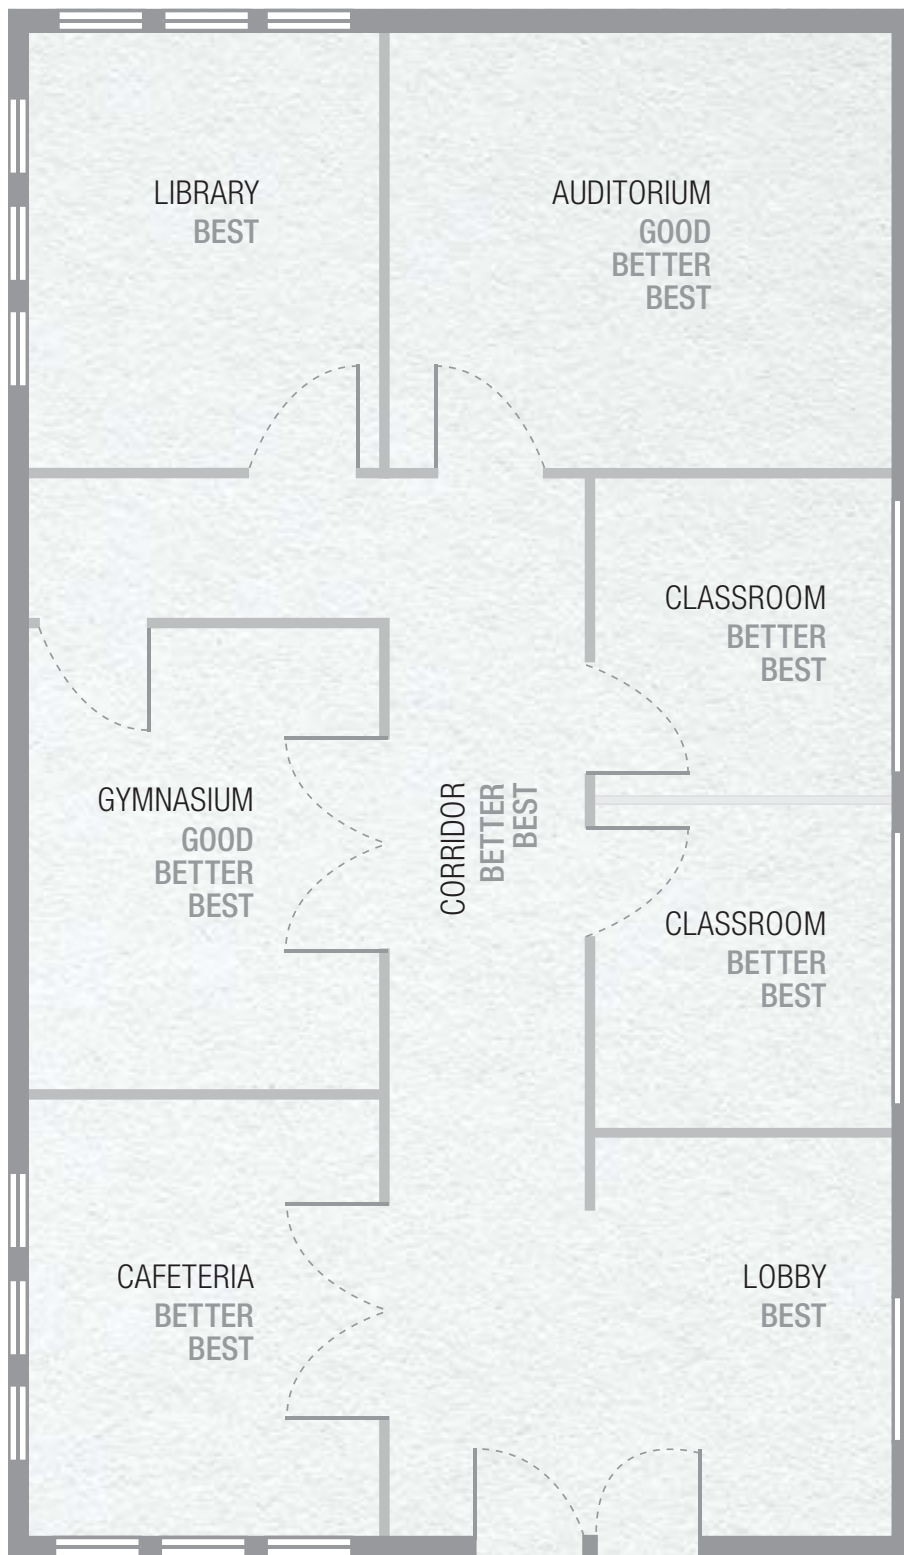 LIBRARY
BEST
AUDITORIUM
GOOD
BETTER
BEST
CLASSROOM
BETTER
BEST
GYMNASIUM
GOOD
BETTER
BEST
CORRIDOR
BETTER
BEST
CLASSROOM
BETTER
BEST
CAFETERIA
BETTER
BEST
LOBBY
BEST